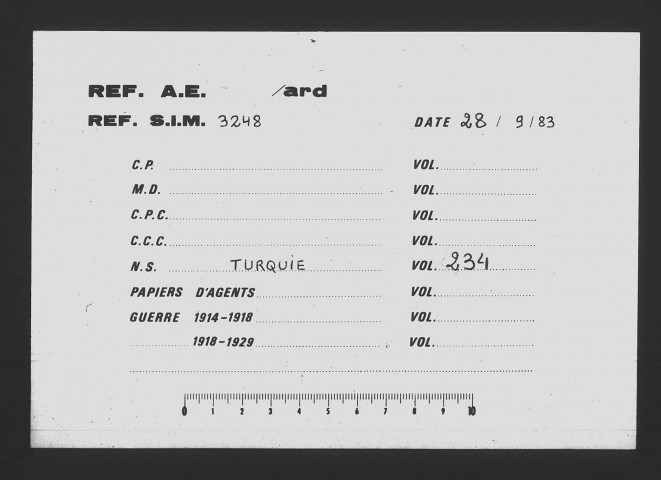 REF. A.E. /ard
REF. S.I.M. 3248 DATE 28 / 9 / 83
C.P. VOL.
M.D. VOL.
C.P.C. VOL.
C.C.C. VOL.
N.S. TURQUIE VOL. 234
PAPIERS D'AGENTS VOL.
GUERRE 1914-1918 VOL.
1918-1929 VOL.
0 1 2 3 4 5 6 7 8 9 10